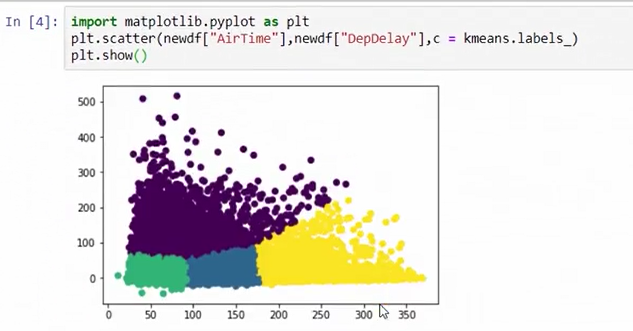 In [4]: import matplotlib.pyplot as plt
plt.scatter(newdf["AirTime"],newdf["DepDelay"],c = kmeans.labels_)
plt.show()
500
400
300
200
100
0
0 50 100 150 200 250 300 350